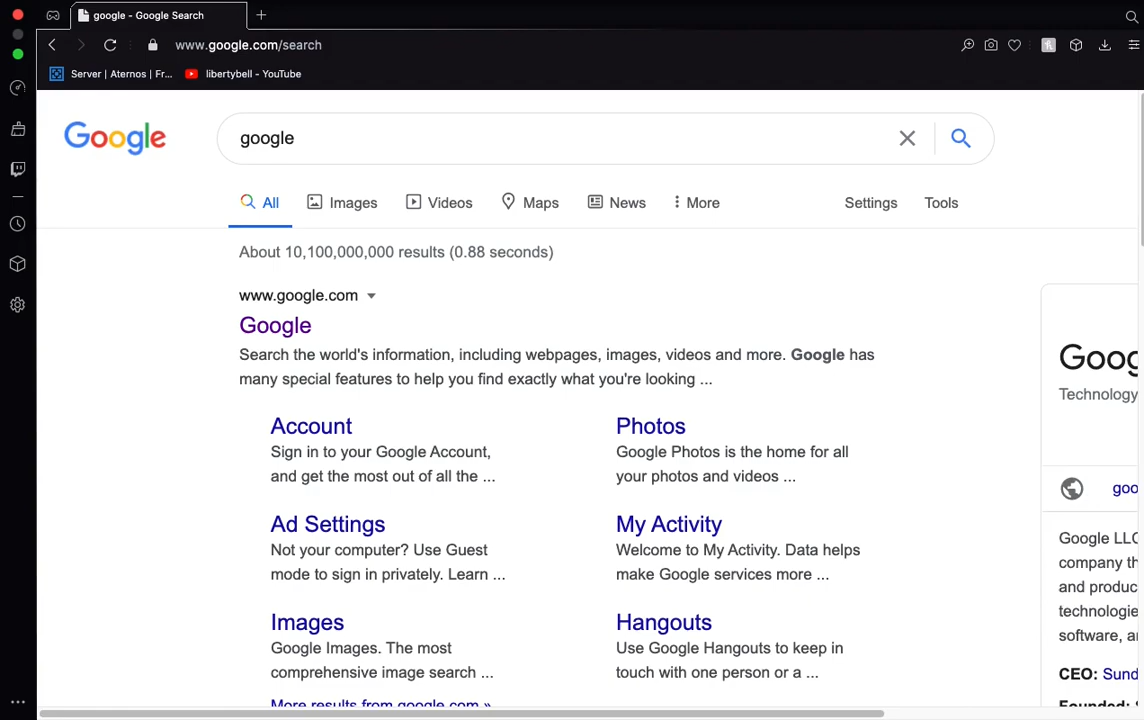 google - Google Search
www.google.com/search
Server | Aternos | Fr...
libertybell - YouTube
Google
google
All
Images
Videos
Maps
News
More
Settings
Tools
About 10,100,000,000 results (0.88 seconds)
www.google.com
Google
Search the world's information, including webpages, images, videos and more. Google has
many special features to help you find exactly what you're looking ...
Account
Sign in to your Google Account,
and get the most out of all the ...
Photos
Google Photos is the home for all
your photos and videos ...
Ad Settings
Not your computer? Use Guest
mode to sign in privately. Learn ...
My Activity
Welcome to My Activity. Data helps
make Google services more ...
Images
Google Images. The most
comprehensive image search ...
Hangouts
Use Google Hangouts to keep in
touch with one person or a ...
More results from google.com »
Goog
Technology
goo
Google LLC
company th
and produc
technologie
software, a
CEO: Sund
Founded: